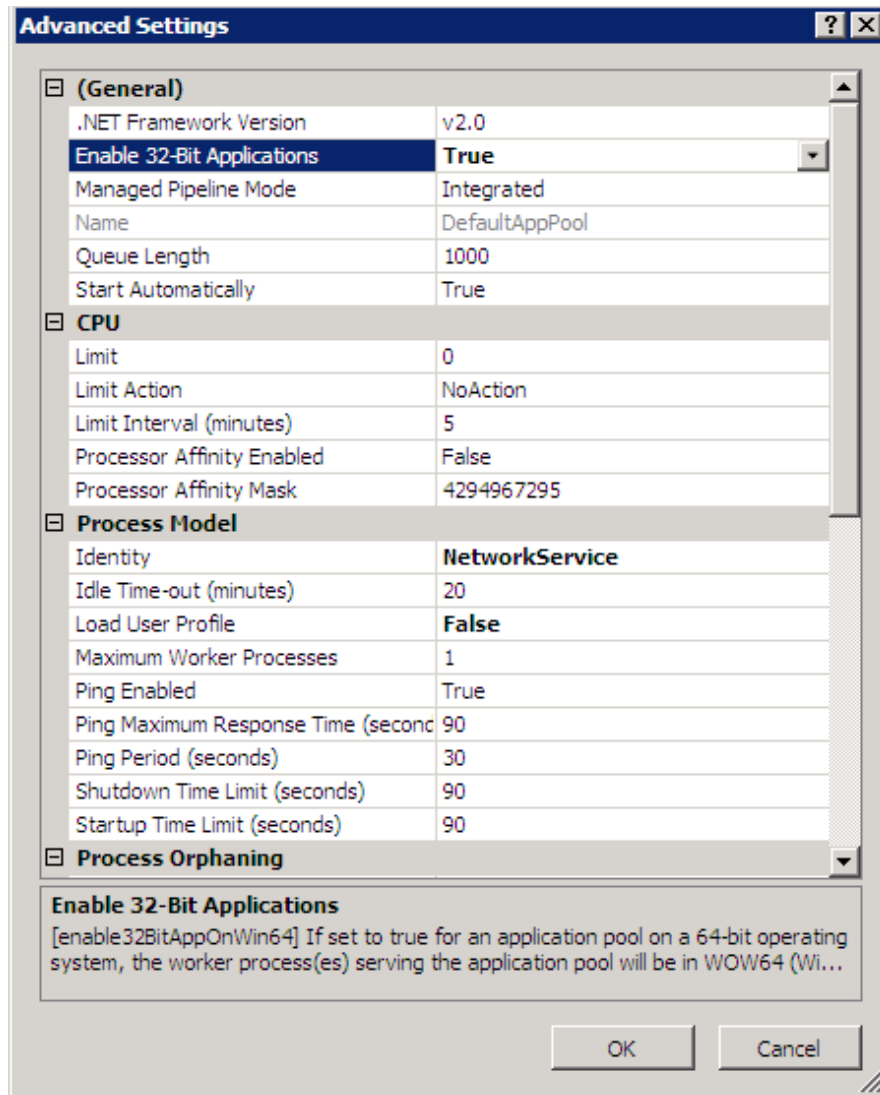 Advanced Settings
(General)
.NET Framework Version v2.0
Enable 32-Bit Applications True
Managed Pipeline Mode Integrated
Name DefaultAppPool
Queue Length 1000
Start Automatically True
CPU
Limit 0
Limit Action NoAction
Limit Interval (minutes) 5
Processor Affinity Enabled False
Processor Affinity Mask 4294967295
Process Model
Identity NetworkService
Idle Time-out (minutes) 20
Load User Profile False
Maximum Worker Processes 1
Ping Enabled True
Ping Maximum Response Time (second 90
Ping Period (seconds) 30
Shutdown Time Limit (seconds) 90
Startup Time Limit (seconds) 90
Process Orphaning
Enable 32-Bit Applications
[enable32BitAppOnWin64] If set to true for an application pool on a 64-bit operating
system, the worker process(es) serving the application pool will be in WOW64 (Wi...
OK Cancel